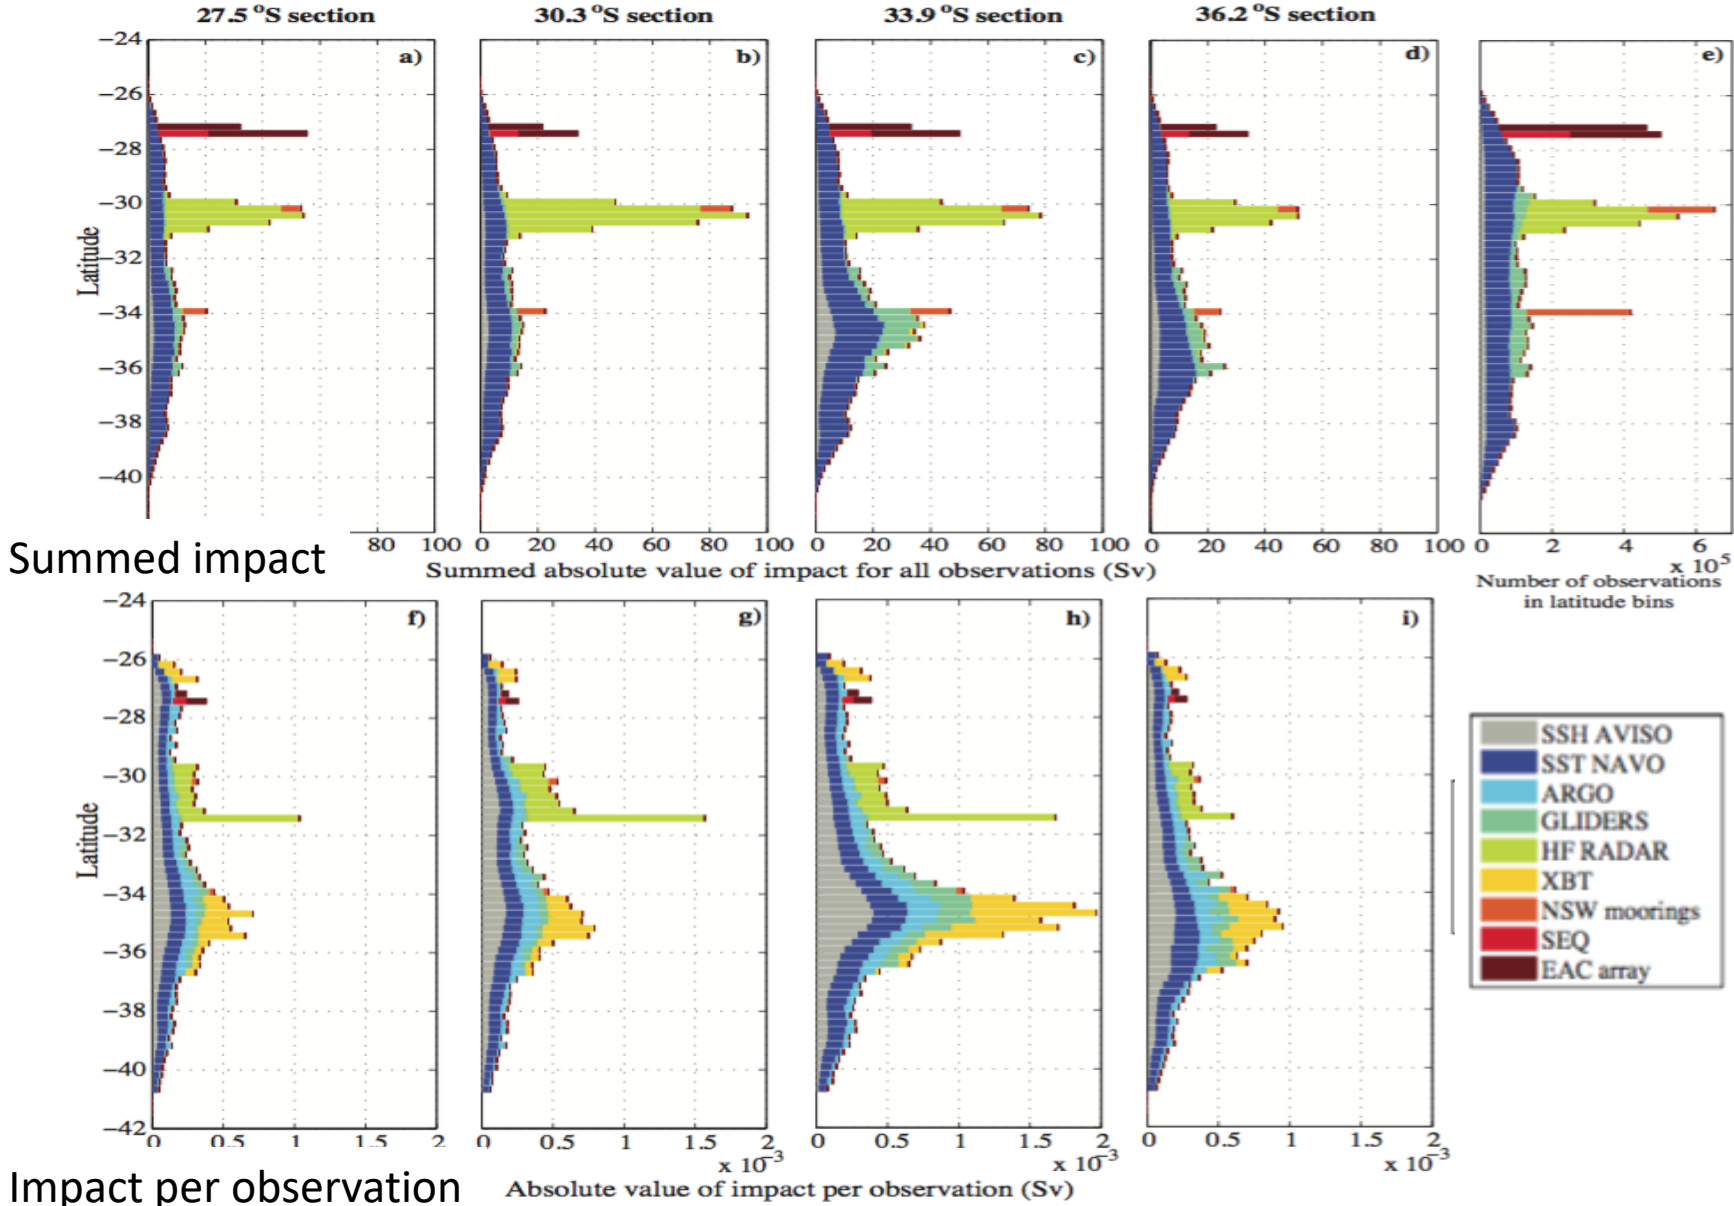 27.5 °S section 30.3 °S section 33.9 °S section 36.2 °S section
a) b) c) d) e)
Latitude
−24
−26
−28
−30
−32
−34
−36
−38
−40
80 100 0 20 40 60 80 100 0 20 40 60 80 100 0 20 40 60 80 100 0 2 4 6
x 10⁵
Summed impact
Summed absolute value of impact for all observations (Sv)
Number of observations
in latitude bins
f) g) h) i)
Latitude
−24
−26
−28
−30
−32
−34
−36
−38
−40
−42
0 0.5 1 1.5 2 0 0.5 1 1.5 2 0 0.5 1 1.5 2 0 0.5 1 1.5 2
x 10⁻³ x 10⁻³ x 10⁻³
Impact per observation
Absolute value of impact per observation (Sv)
SSH AVISO
SST NAVO
ARGO
GLIDERS
HF RADAR
XBT
NSW moorings
SEQ
EAC array